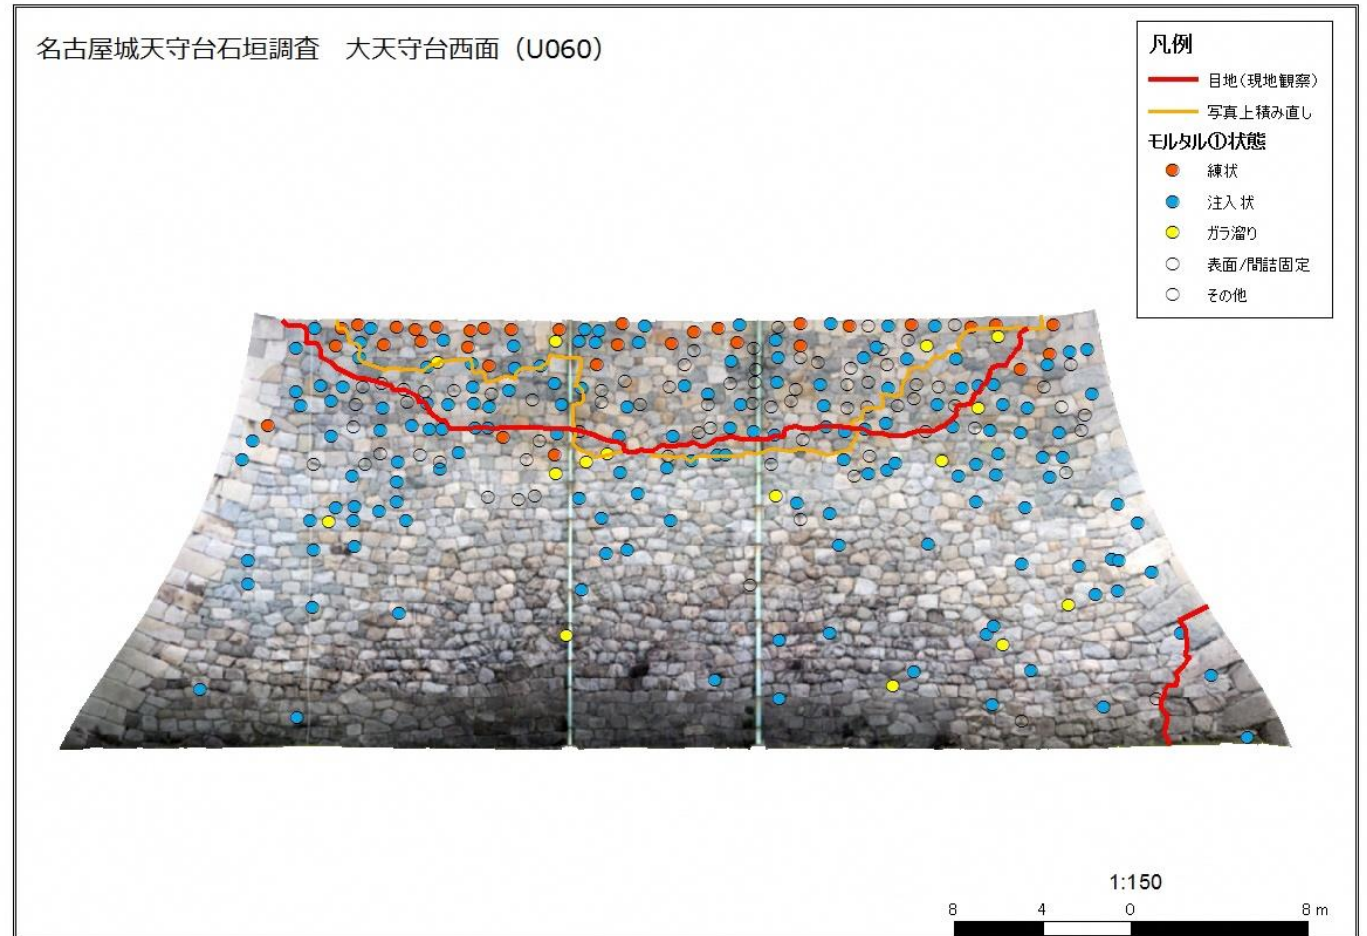 名古屋城天守台石垣調査　大天守台西面（U060）
凡例
目地(現地観察)
写真上積み直し
モルタル①状態
練状
注入状
ガラ溜り
表面/間詰固定
その他
1:150
8 4 0 8 m